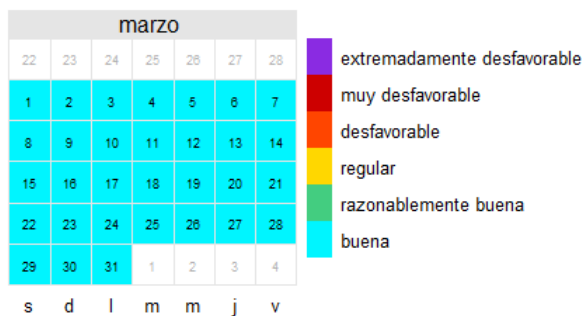 marzo
22 23 24 25 26 27 28
1 2 3 4 5 6 7
8 9 10 11 12 13 14
15 16 17 18 19 20 21
22 23 24 25 26 27 28
29 30 31 1 2 3 4
s d l m m j v
extremadamente desfavorable
muy desfavorable
desfavorable
regular
razonablemente buena
buena